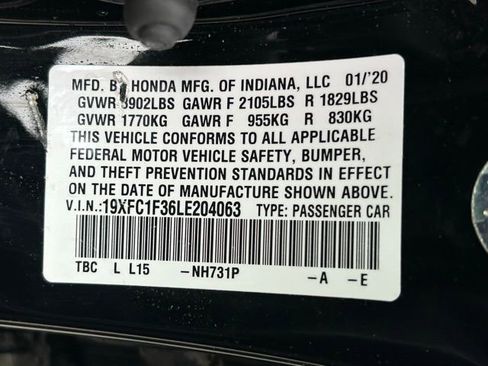 MFD. BY HONDA MFG. OF INDIANA, LLC 01/20
GVWR 3902LBS GAWR F 2105LBS R 1829LBS
GVWR 1770KG GAWR F 955KG R 830KG
THIS VEHICLE CONFORMS TO ALL APPLICABLE
FEDERAL MOTOR VEHICLE SAFETY, BUMPER,
AND THEFT PREVENTION STANDARDS IN EFFECT
ON THE DATE OF MANUFACTURE SHOWN ABOVE.
V.I.N.: 19XFC1F36LE204063 TYPE: PASSENGER CAR
TBC L L15 -NH731P -A -E